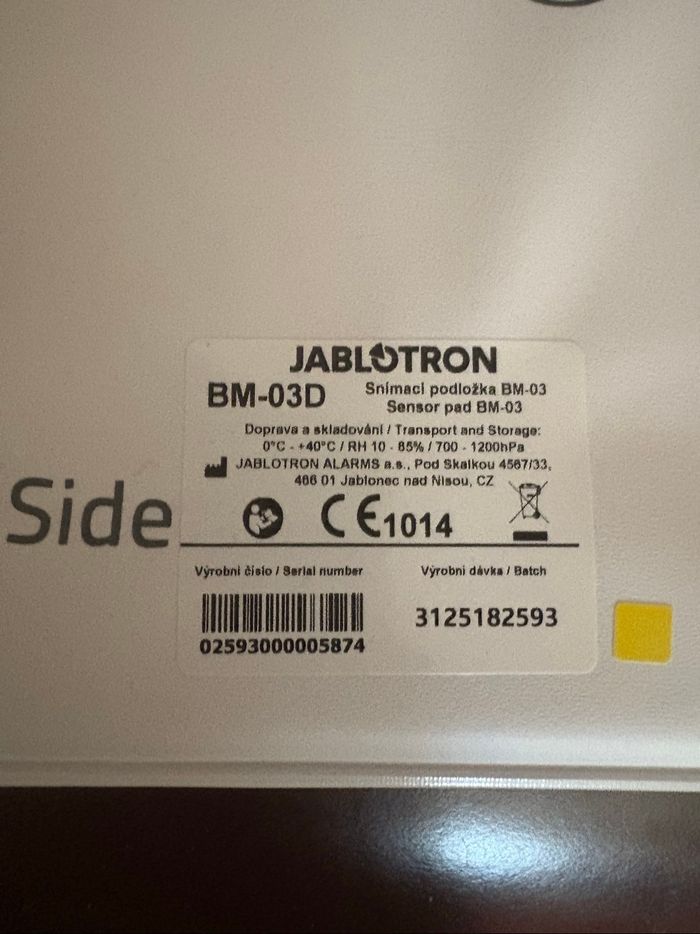 JABLOTRON
BM-03D
Snímací podložka BM-03
Sensor pad BM-03
Doprava a skladování / Transport and Storage:
0°C - +40°C / RH 10 - 85% / 700 - 1200hPa
JABLOTRON ALARMS a.s., Pod Skalkou 4567/33,
466 01 Jablonec nad Nisou, CZ
Side
CE1014
Výrobní číslo / Serial number
Výrobní dávka / Batch
02593000005874
3125182593